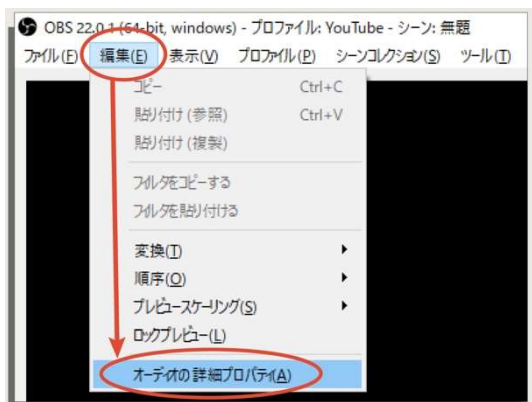 OBS 22.0.1 (64-bit, windows) - プロファイル: YouTube - シーン: 無題
ファイル(F) 編集(E) 表示(V) プロファイル(P) シーンコレクション(S) ツール(T)
コピー Ctrl+C
貼り付け (参照) Ctrl+V
貼り付け (複製)
フィルタをコピーする
フィルタを貼り付ける
変換(T)
順序(O)
プレビュースケーリング(S)
ロックプレビュー(L)
オーディオの詳細プロパティ(A)